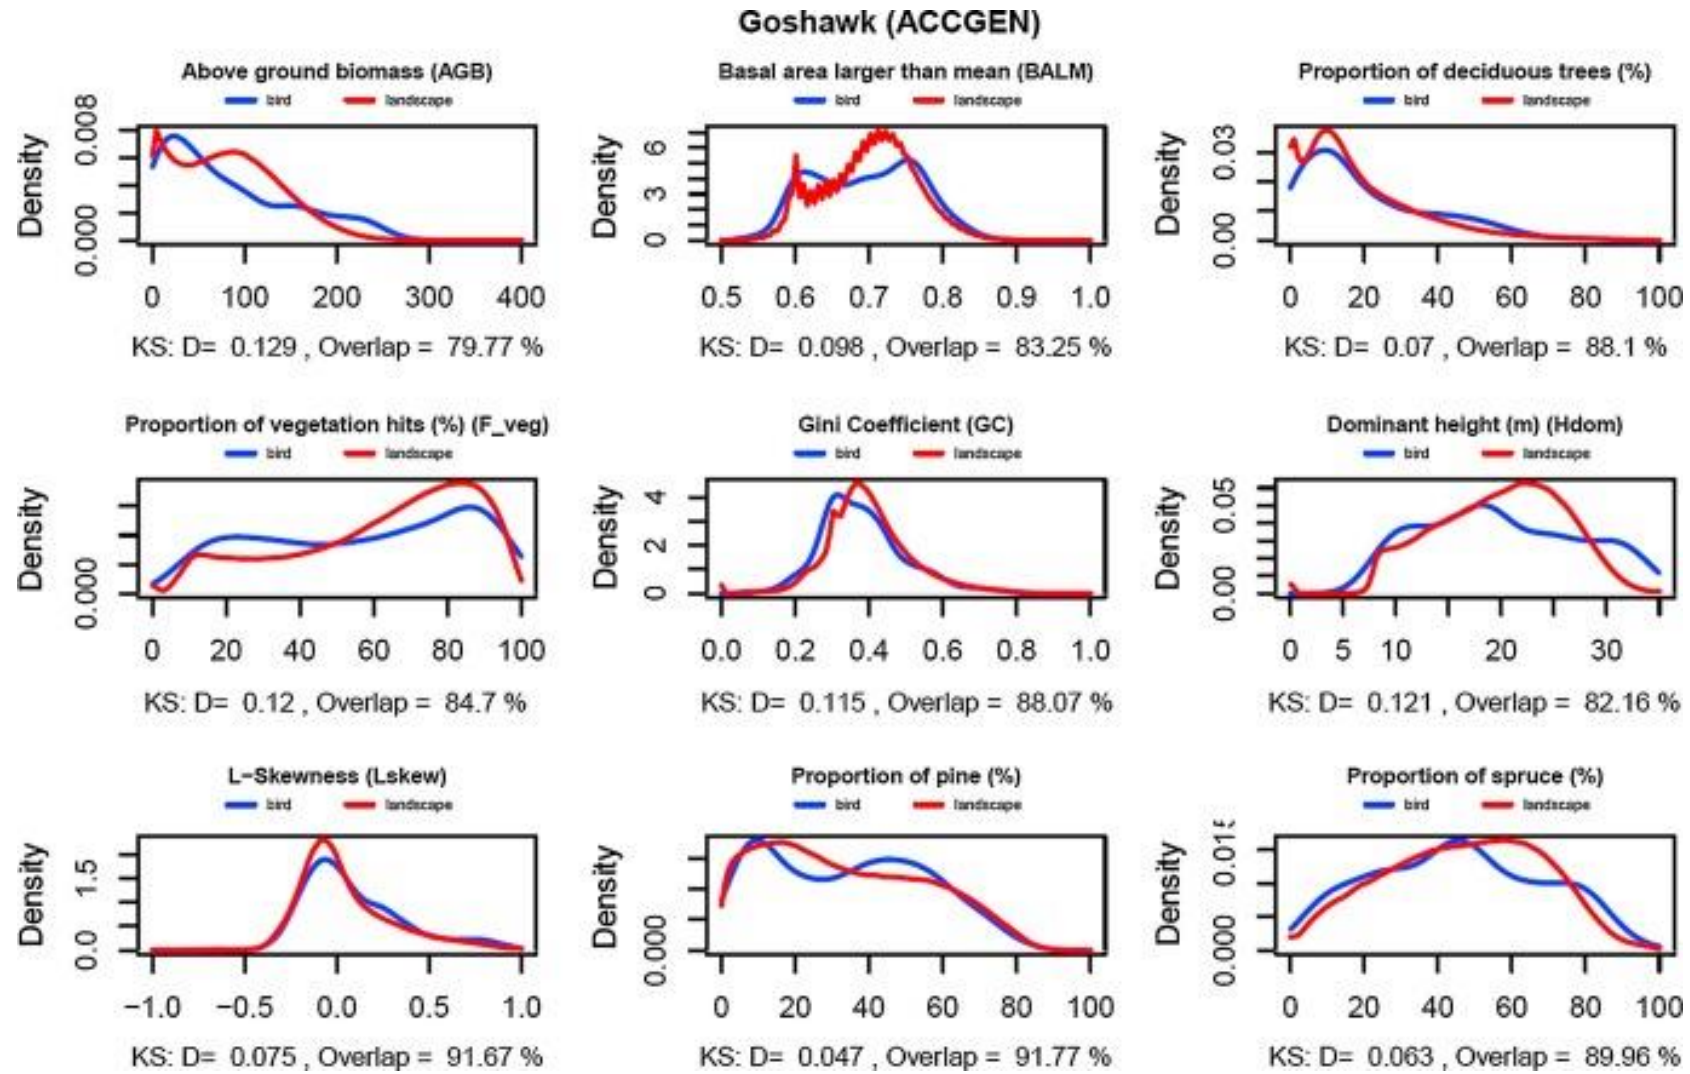 Goshawk (ACCGEN)
Above ground biomass (AGB)
bird landscape
Density
0.008
0.000
0 100 200 300 400
KS: D= 0.129 , Overlap = 79.77 %
Basal area larger than mean (BALM)
bird landscape
Density
6
3
0
0.5 0.6 0.7 0.8 0.9 1.0
KS: D= 0.098 , Overlap = 83.25 %
Proportion of deciduous trees (%)
bird landscape
Density
0.03
0.00
0 20 40 60 80 100
KS: D= 0.07 , Overlap = 88.1 %
Proportion of vegetation hits (%) (F_veg)
bird landscape
Density
0.000
0 20 40 60 80 100
KS: D= 0.12 , Overlap = 84.7 %
Gini Coefficient (GC)
bird landscape
Density
4
2
0
0.0 0.2 0.4 0.6 0.8 1.0
KS: D= 0.115 , Overlap = 88.07 %
Dominant height (m) (Hdom)
bird landscape
Density
0.05
0.00
0 5 10 20 30
KS: D= 0.121 , Overlap = 82.16 %
L−Skewness (Lskew)
bird landscape
Density
1.5
0.0
−1.0 −0.5 0.0 0.5 1.0
KS: D= 0.075 , Overlap = 91.67 %
Proportion of pine (%)
bird landscape
Density
0.000
0 20 40 60 80 100
KS: D= 0.047 , Overlap = 91.77 %
Proportion of spruce (%)
bird landscape
Density
0.015
0.000
0 20 40 60 80 100
KS: D= 0.063 , Overlap = 89.96 %